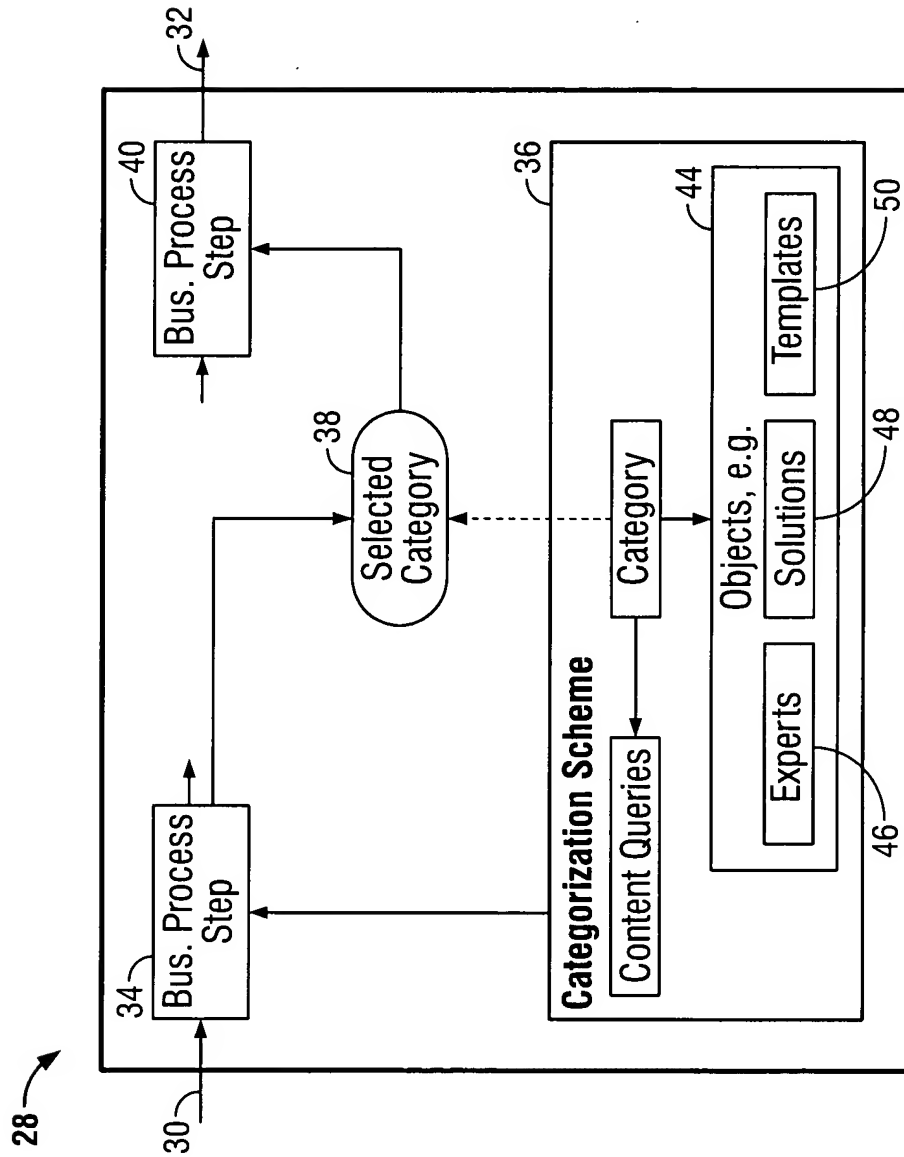 28
30
34
Bus. Process
Step
40
Bus. Process
Step
32
38
Selected
Category
36
Categorization Scheme
Content Queries
Category
44
Objects, e.g.
Experts
Solutions
Templates
46
48
50